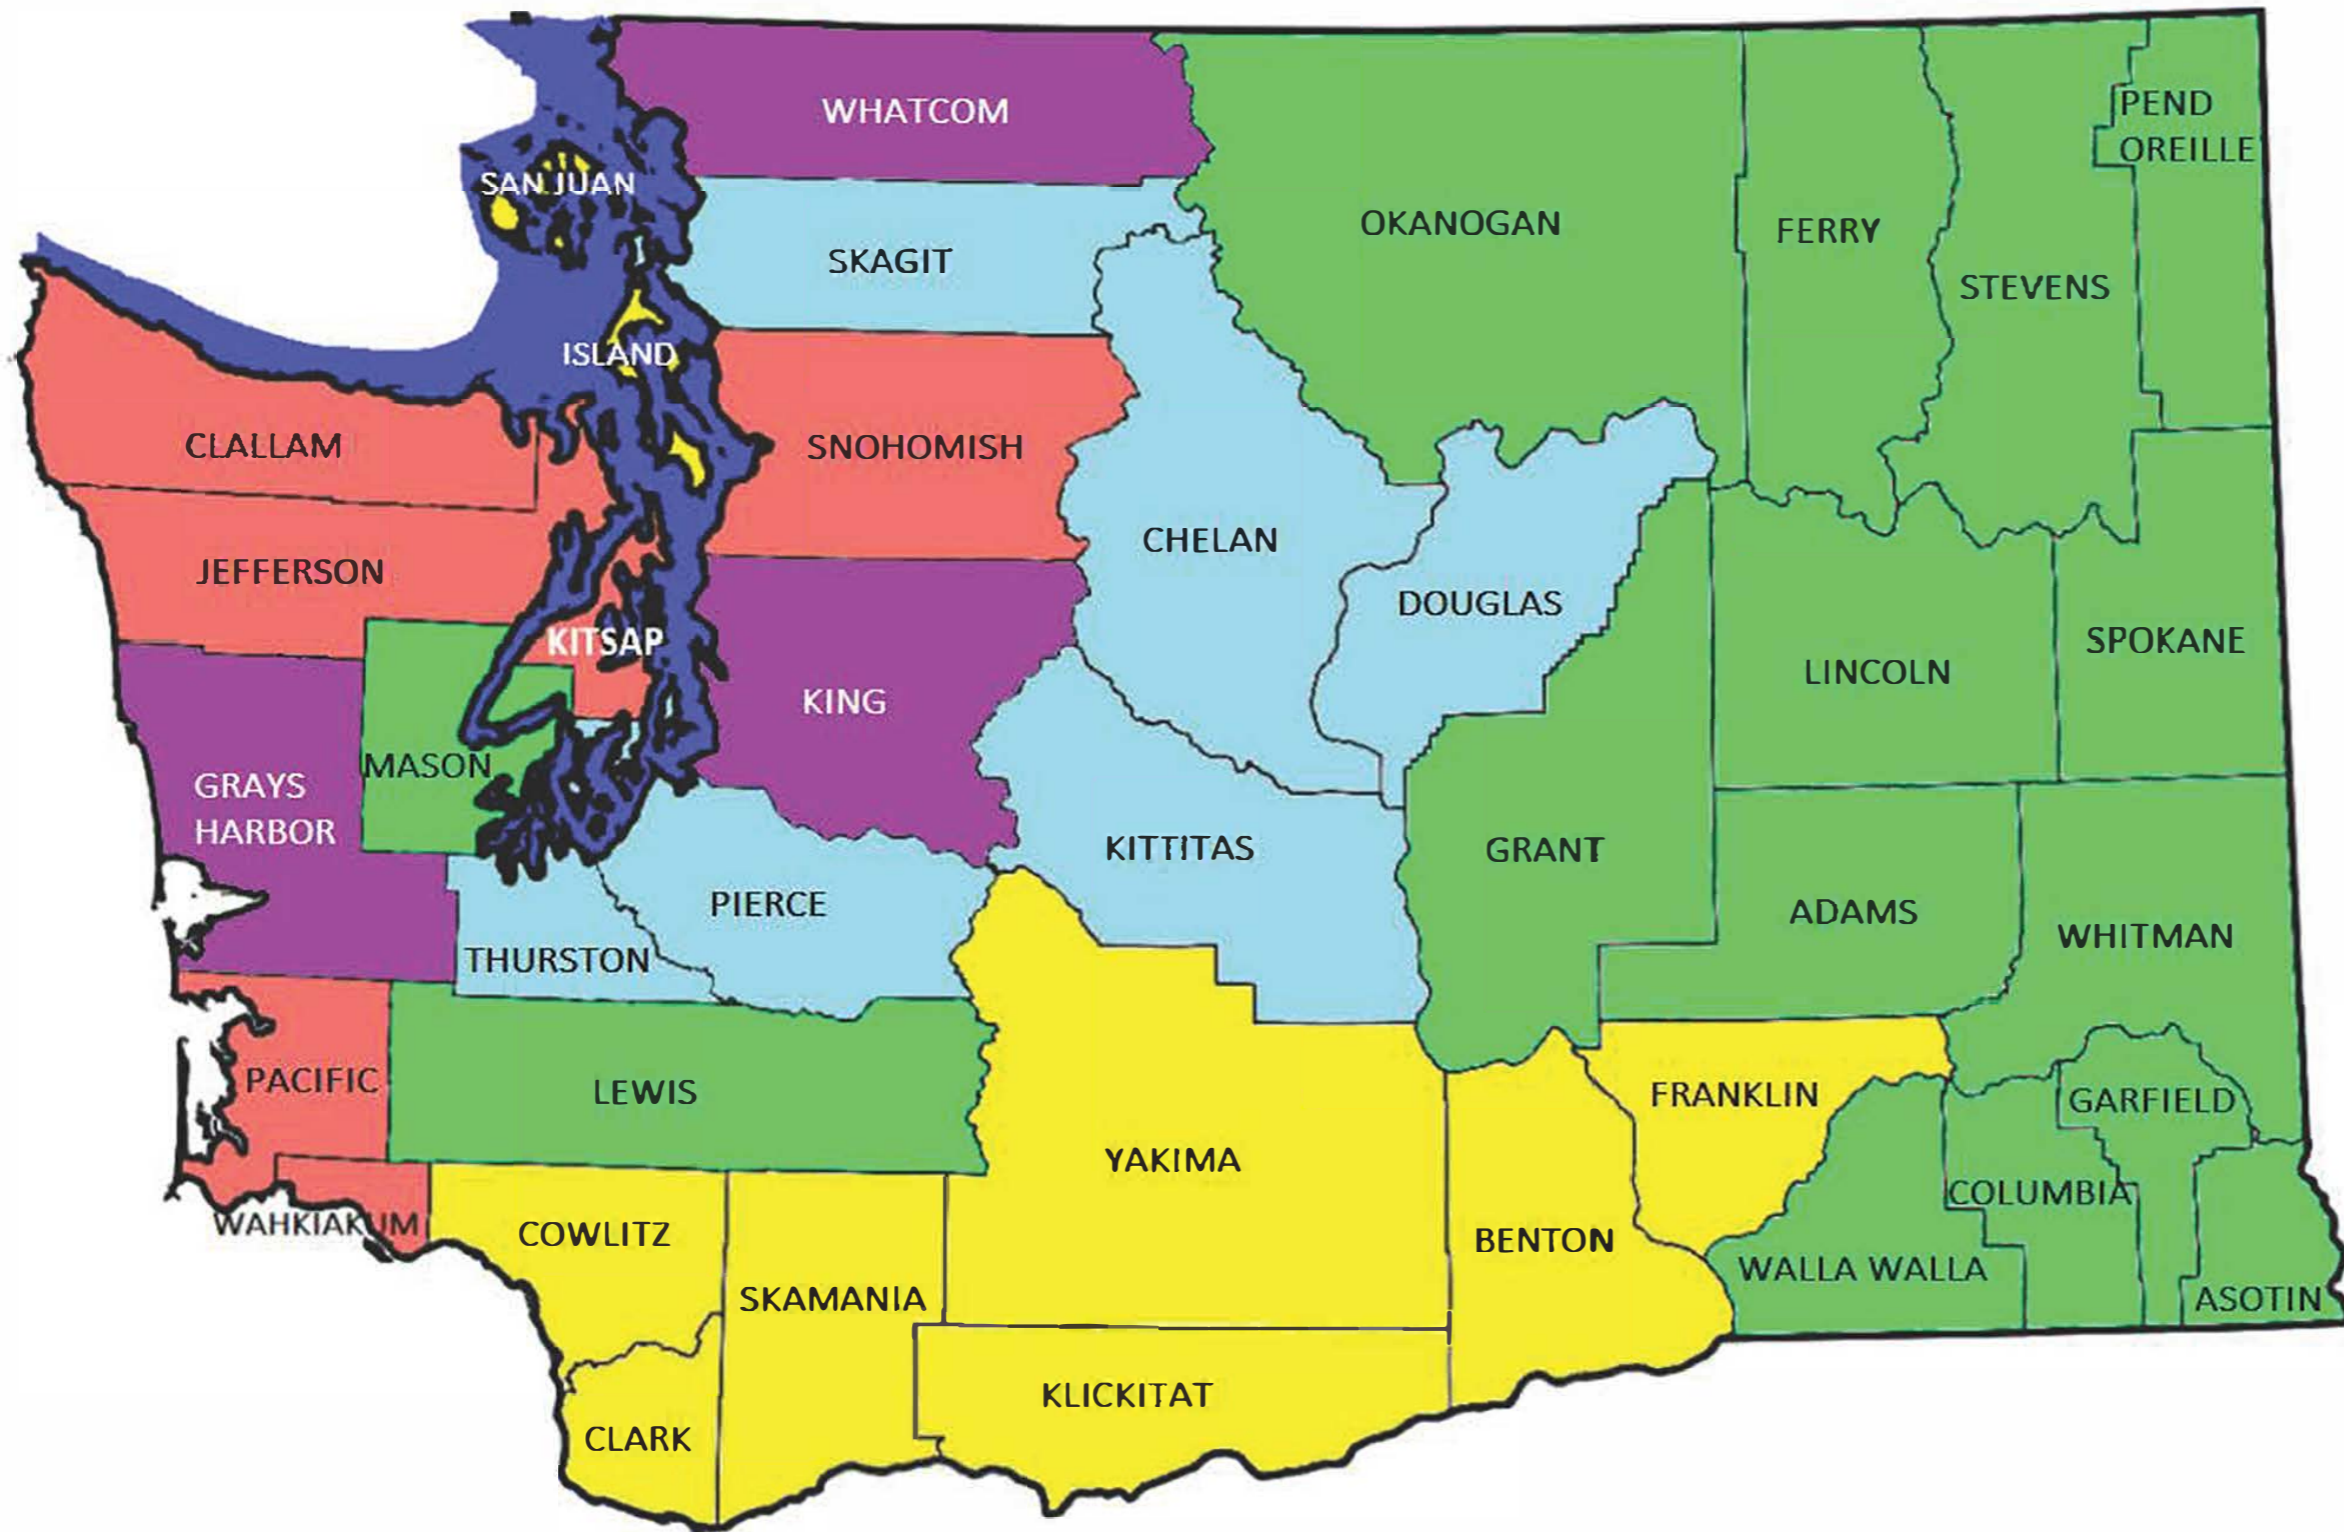 WHATCOM
PEND
OREILLE
SAN JUAN
OKANOGAN
FERRY
SKAGIT
STEVENS
ISLAND
CLALLAM
SNOHOMISH
CHELAN
JEFFERSON
DOUGLAS
KITSAP
SPOKANE
LINCOLN
KING
MASON
GRAYS
HARBOR
KITTITAS
GRANT
PIERCE
ADAMS
WHITMAN
THURSTON
PACIFIC
LEWIS
FRANKLIN
GARFIELD
YAKIMA
COLUMBIA
WAHKIAKUM
COWLITZ
BENTON
WALLA WALLA
SKAMANIA
ASOTIN
KLICKITAT
CLARK